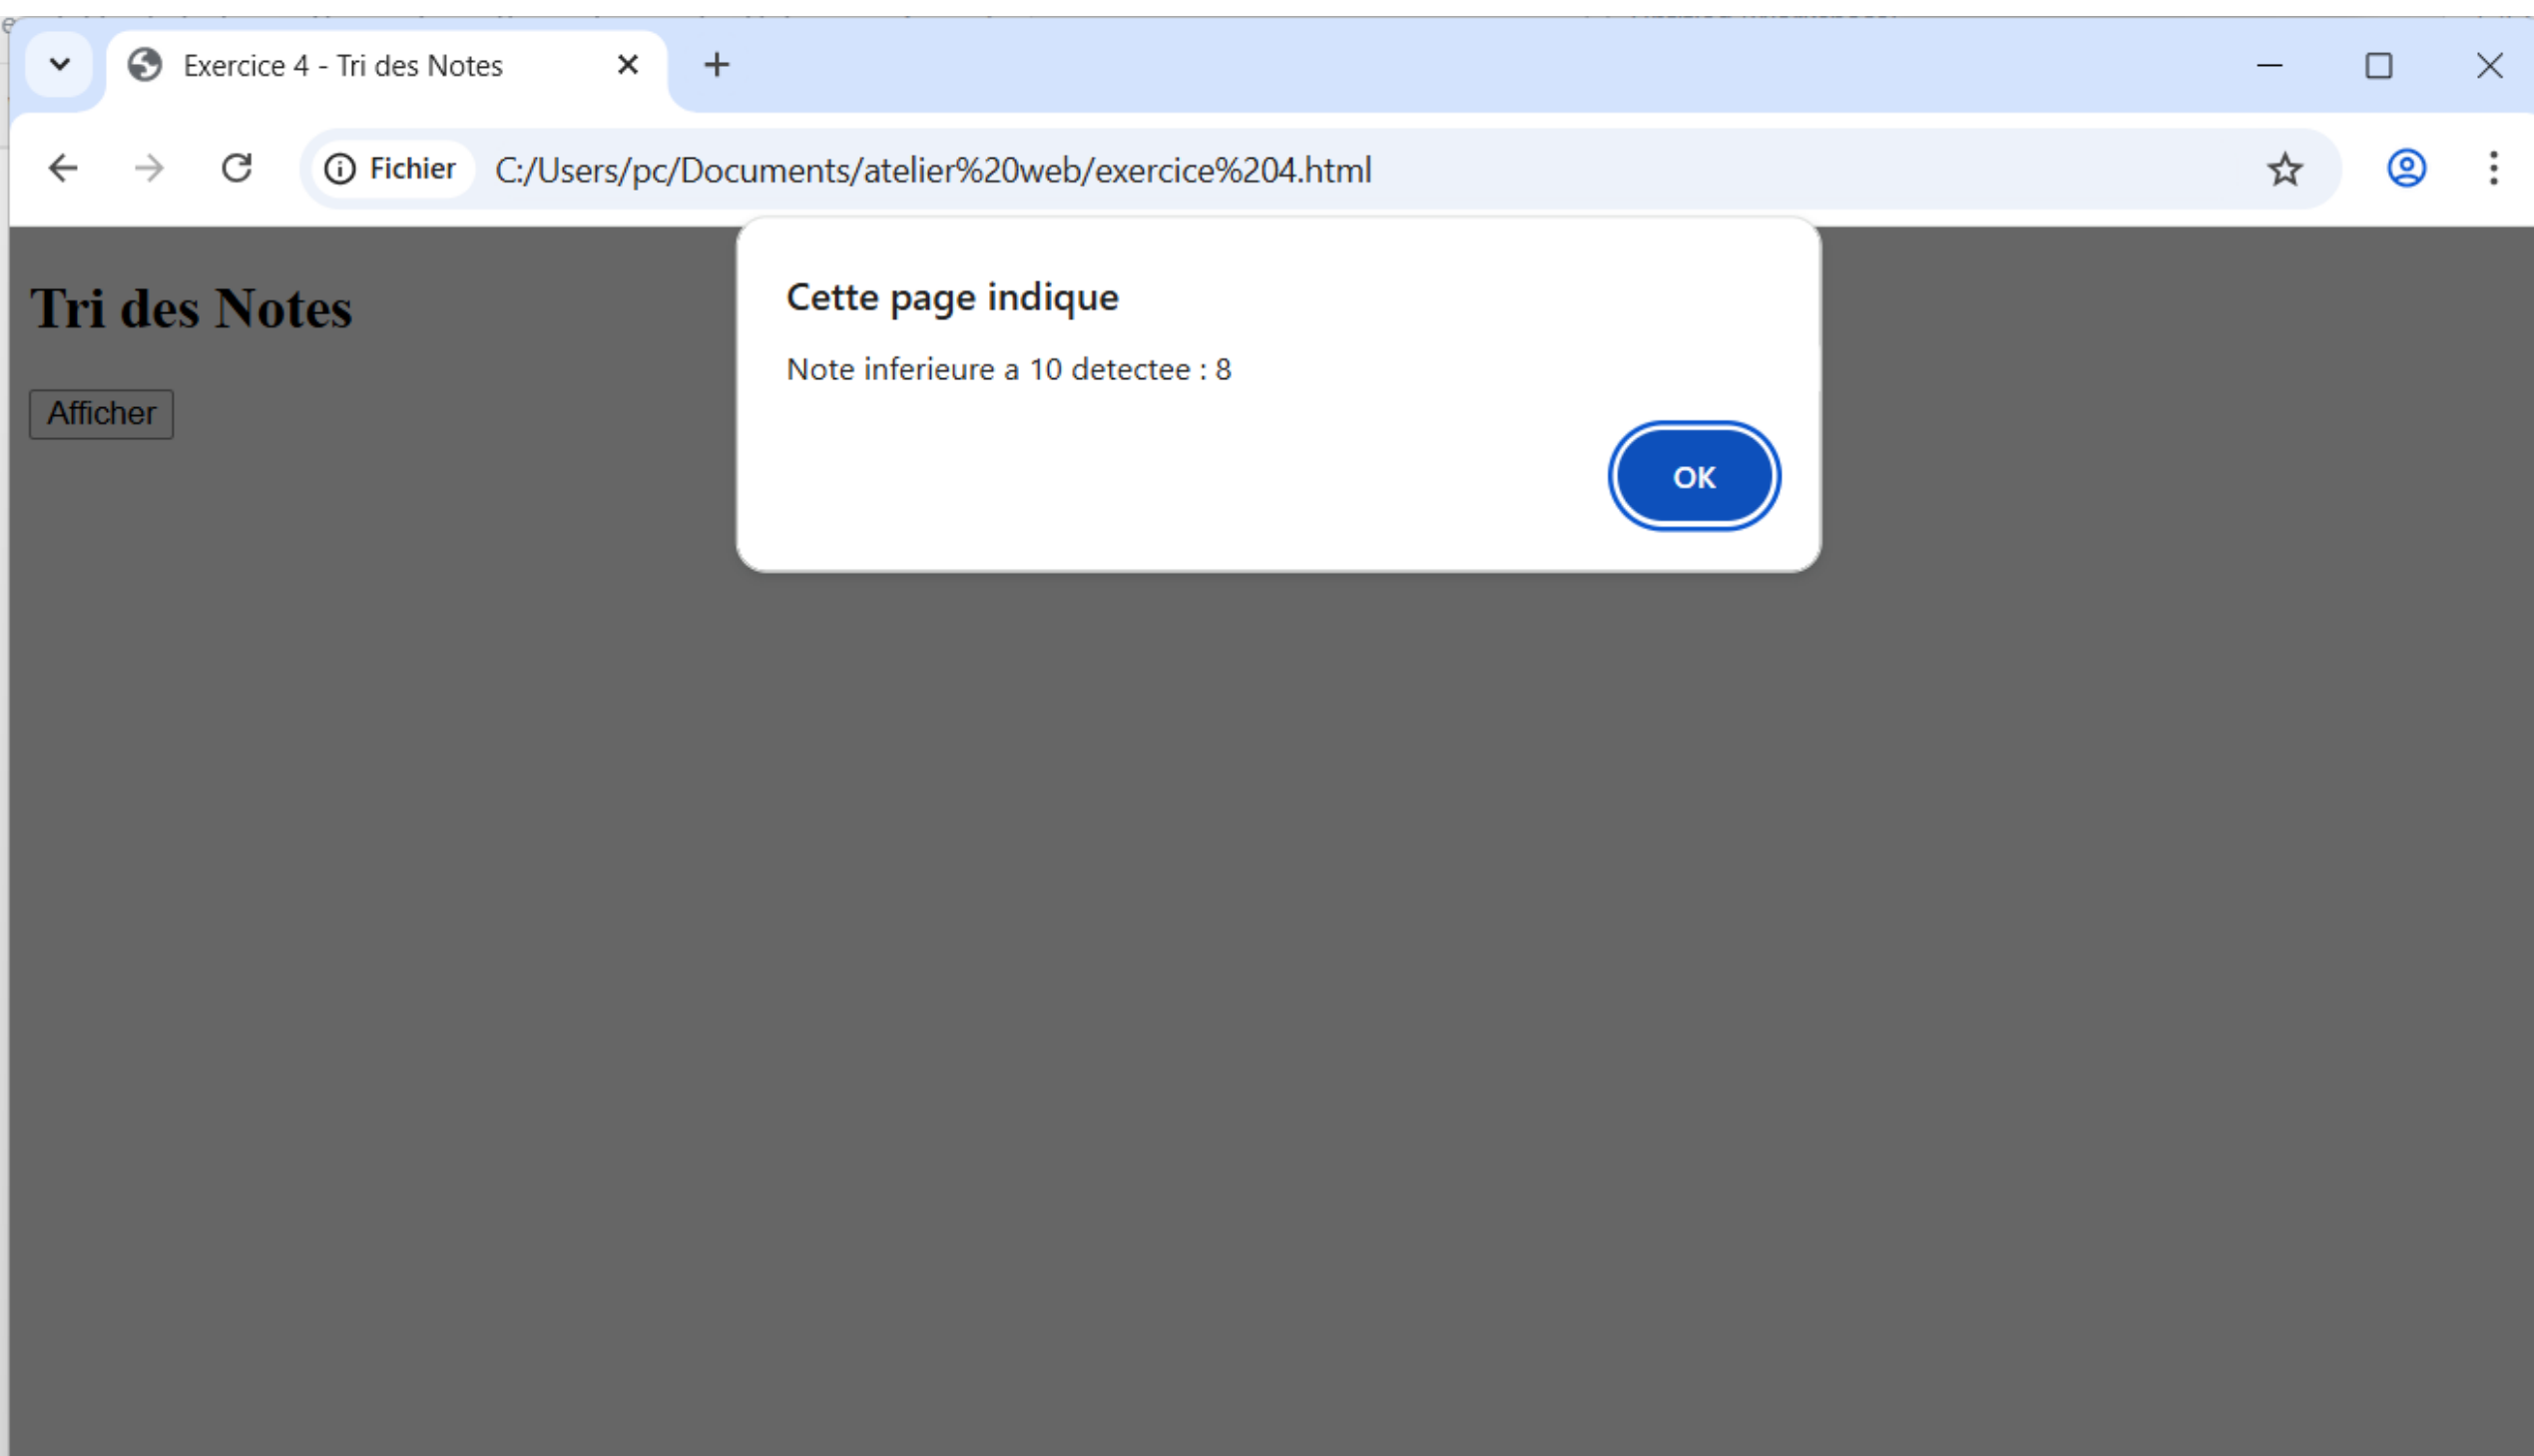 Exercice 4 - Tri des Notes
Fichier C:/Users/pc/Documents/atelier%20web/exercice%204.html
Cette page indique
Tri des Notes
Note inferieure a 10 detectee : 8
Afficher
OK